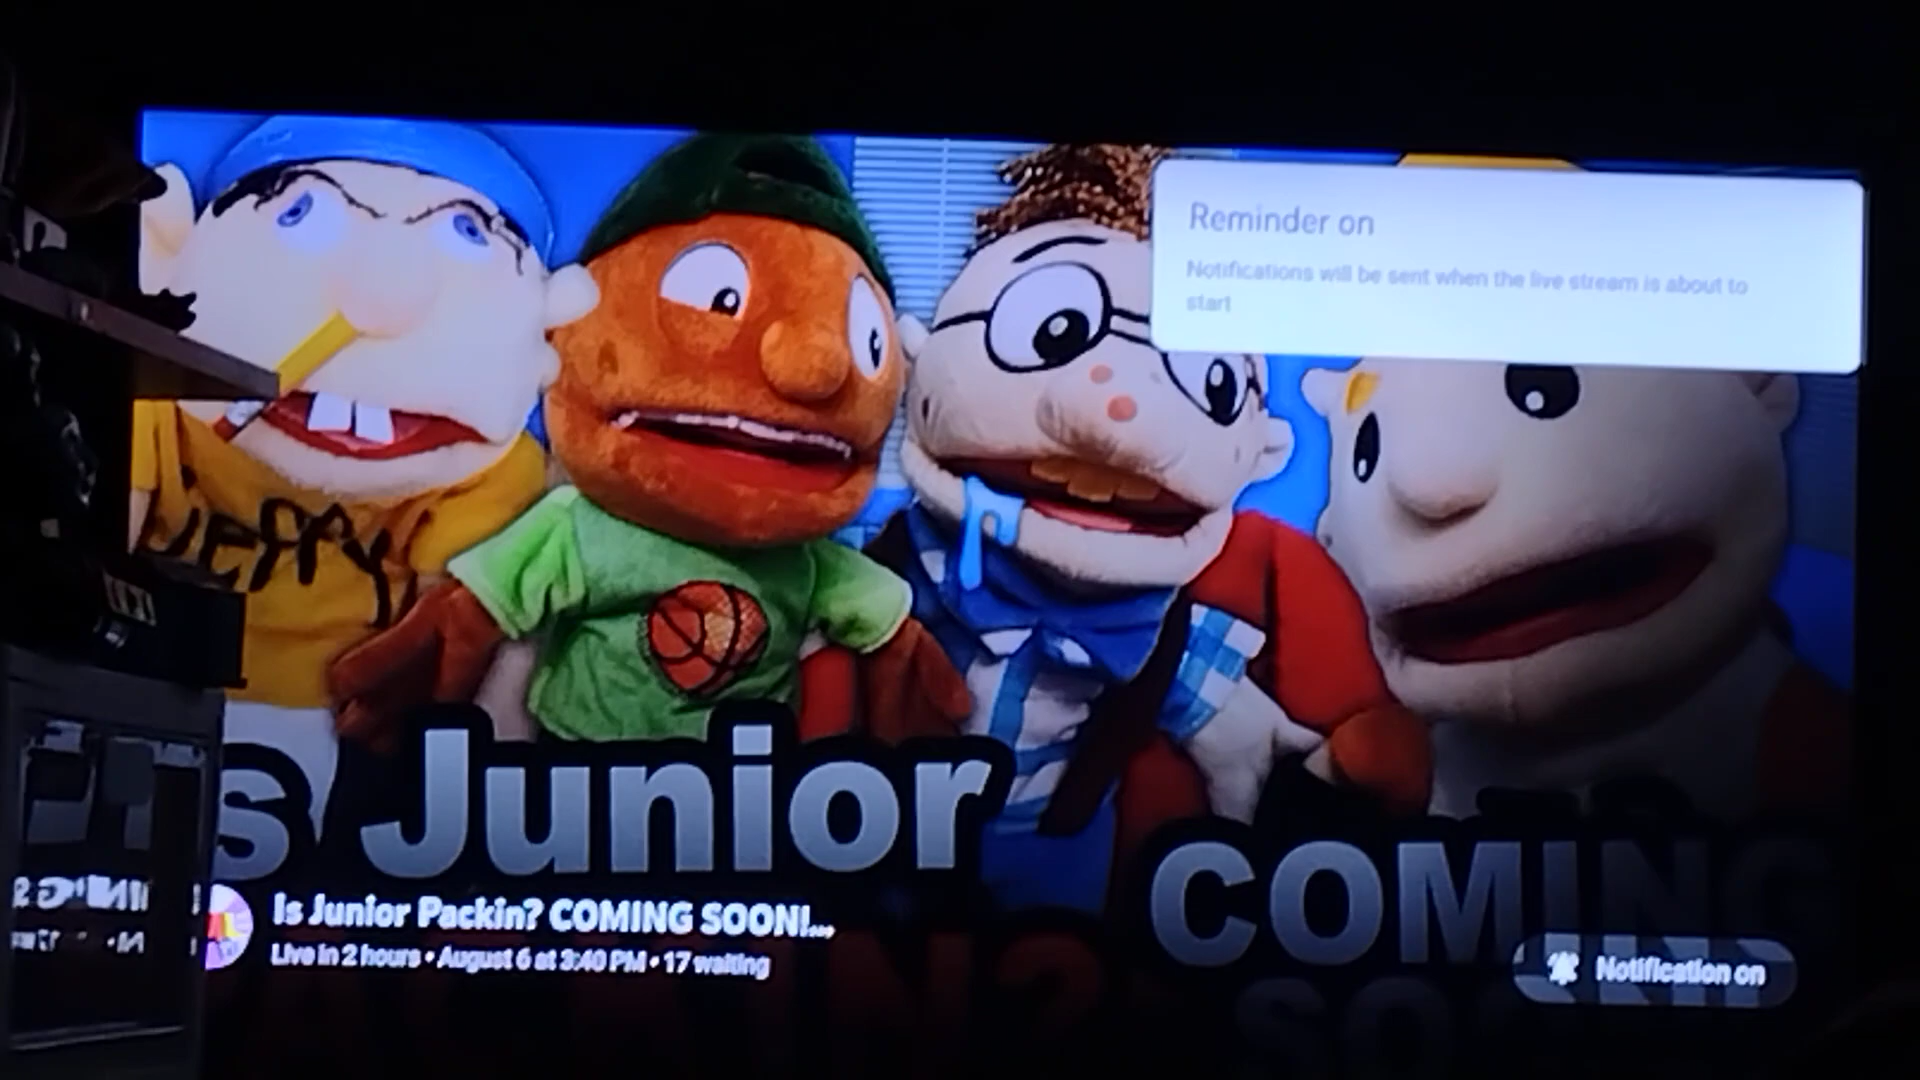 Reminder on
Notifications will be sent when the live stream is about to
start
Jeffy
s Junior
COMING
Is Junior Packin? COMING SOON!...
Live in 2 hours • August 6 at 3:40 PM • 17 waiting
Notification on